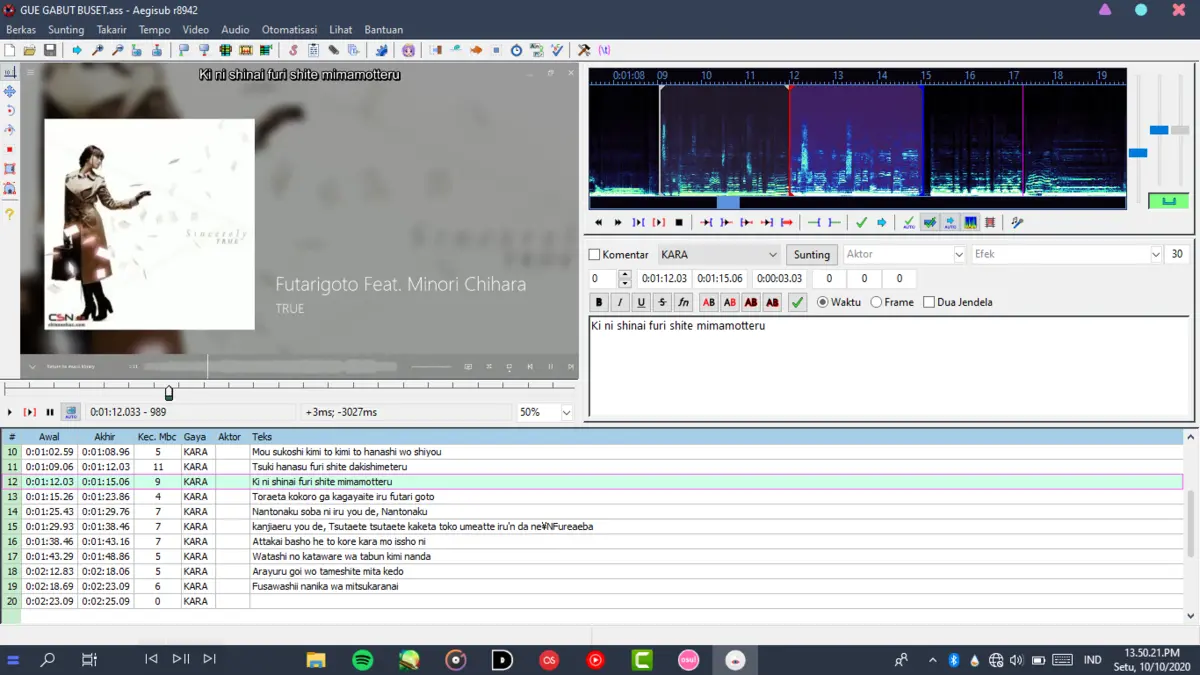 GUE GABUT BUSET.ass - Aegisub r8942
Berkas Sunting Takarir Tempo Video Audio Otomatisasi Lihat Bantuan
Ki ni shinai furi shite mimamotteru
Sincerely
TRUE
CSN
Futarigoto Feat. Minori Chihara
TRUE
0:01:12.033 - 989 +3ms; -3027ms 50%
0:01:08 09 10 11 12 13 14 15 16 17 18 19
AUTO AUTO
Komentar KARA Sunting Aktor Efek 30
0 0:01:12.03 0:01:15.06 0:00:03.03 0 0 0
B I U S fn AB AB AB AB Waktu Frame Dua Jendela
Ki ni shinai furi shite mimamotteru
# Awal Akhir Kec. Mbc Gaya Aktor Teks
10 0:01:02.59 0:01:08.96 5 KARA Mou sukoshi kimi to kimi to hanashi wo shiyou
11 0:01:09.06 0:01:12.03 11 KARA Tsuki hanasu furi shite dakishimeteru
12 0:01:12.03 0:01:15.06 9 KARA Ki ni shinai furi shite mimamotteru
13 0:01:15.26 0:01:23.86 4 KARA Toraeta kokoro ga kagayaite iru futari goto
14 0:01:25.43 0:01:29.76 7 KARA Nantonaku soba ni iru you de, Nantonaku
15 0:01:29.93 0:01:38.46 7 KARA kanjiaeru you de, Tsutaete tsutaete kaketa toko umeatte iru'n da ne¥NFureaeba
16 0:01:38.46 0:01:43.16 7 KARA Attakai basho he to kore kara mo issho ni
17 0:01:43.29 0:01:48.86 5 KARA Watashi no kataware wa tabun kimi nanda
18 0:02:12.83 0:02:18.06 5 KARA Arayuru goi wo tameshite mita kedo
19 0:02:18.69 0:02:23.09 6 KARA Fusawashii nanika wa mitsukaranai
20 0:02:23.09 0:02:25.09 0 KARA
osu!
IND
13.50.21.PM
Setu, 10/10/2020